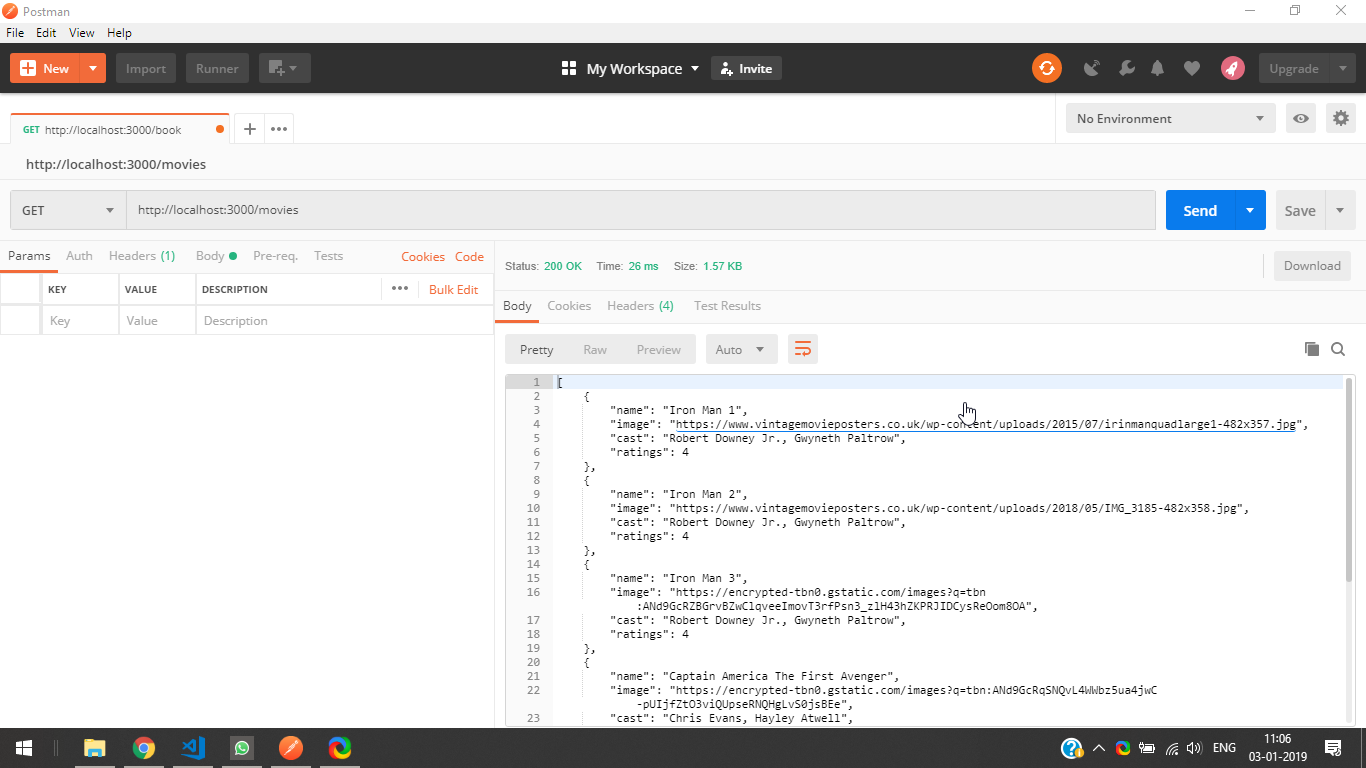 Postman
File Edit View Help
New Import Runner My Workspace Invite Upgrade
GET http://localhost:3000/book
No Environment
http://localhost:3000/movies
GET http://localhost:3000/movies Send Save
Params Auth Headers (1) Body Pre-req. Tests Cookies Code
KEY VALUE DESCRIPTION Bulk Edit
Key Value Description
Status: 200 OK Time: 26 ms Size: 1.57 KB Download
Body Cookies Headers (4) Test Results
Pretty Raw Preview Auto
1 [
2 {
3 "name": "Iron Man 1",
4 "image": "https://www.vintagemovieposters.co.uk/wp-content/uploads/2015/07/irinmanquadlarge1-482x357.jpg",
5 "cast": "Robert Downey Jr., Gwyneth Paltrow",
6 "ratings": 4
7 },
8 {
9 "name": "Iron Man 2",
10 "image": "https://www.vintagemovieposters.co.uk/wp-content/uploads/2018/05/IMG_3185-482x358.jpg",
11 "cast": "Robert Downey Jr., Gwyneth Paltrow",
12 "ratings": 4
13 },
14 {
15 "name": "Iron Man 3",
16 "image": "https://encrypted-tbn0.gstatic.com/images?q=tbn
:ANd9GcRZBGrvBZwClqveeImovT3rfPsn3_zlH43hZKPRJIDCysReOom8OA",
17 "cast": "Robert Downey Jr., Gwyneth Paltrow",
18 "ratings": 4
19 },
20 {
21 "name": "Captain America The First Avenger",
22 "image": "https://encrypted-tbn0.gstatic.com/images?q=tbn:ANd9GcRqSNQvL4WWbz5ua4jwC
-pUIjfZtO3viQUpseRNQHgLvS0jsBEe",
23 "cast": "Chris Evans, Hayley Atwell",
ENG
11:06
03-01-2019